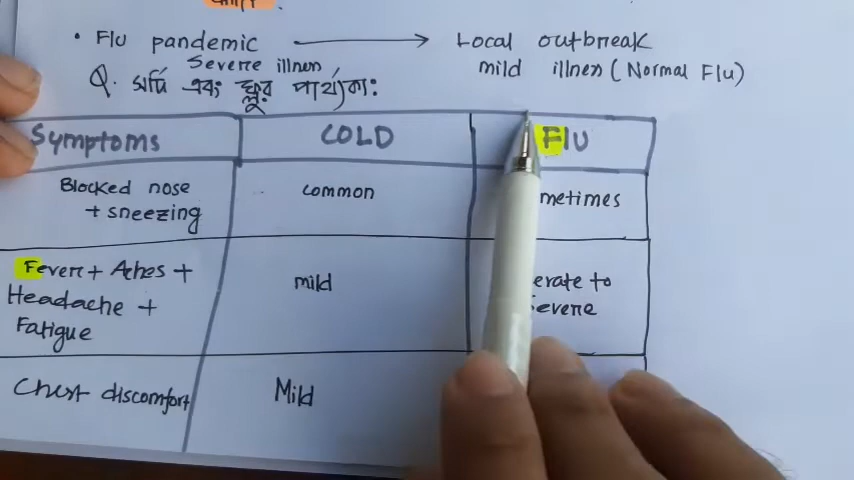 • Flu pandemic ⟶ Local outbreak
Severe illness mild illness (Normal Flu)
Q. সর্দি এবং ফ্লুর পার্থক্য:
Symptoms COLD Flu
Blocked nose common metimes
+ sneezing
Fever + Aches + mild erate to
Headache + Severe
Fatigue
Chest discomfort Mild